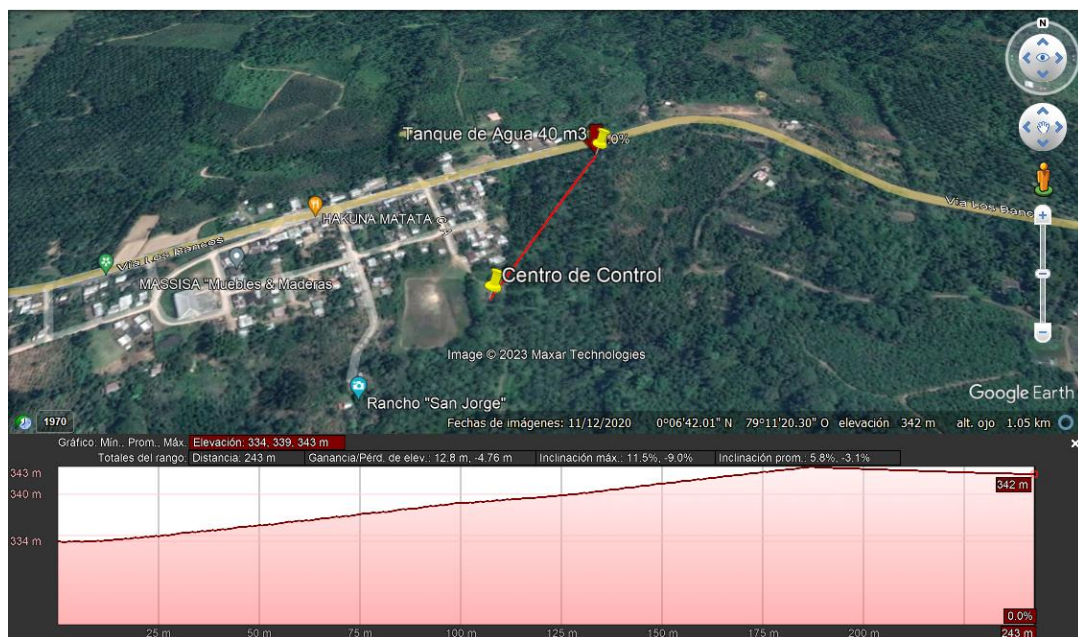 N
Tanque de Agua 40 m3
.0%
HAKUNA MATATA
Via Los Bancos
MASSISA "Muebles & Maderas"
Centro de Control
Image © 2023 Maxar Technologies
Rancho "San Jorge"
Google Earth
1970
Fechas de imágenes: 11/12/2020 0°06'42.01" N 79°11'20.30" O elevación 342 m alt. ojo 1.05 km
Gráfico: Mín., Prom., Máx. Elevación: 334, 339, 343 m
Totales del rango: Distancia: 243 m Ganancia/Pérd. de elev.: 12.8 m, -4.76 m Inclinación máx.: 11.5%, -9.0% Inclinación prom.: 5.8%, -3.1%
343 m
342 m
340 m
334 m
0.0%
25 m 50 m 75 m 100 m 125 m 150 m 175 m 200 m 243 m